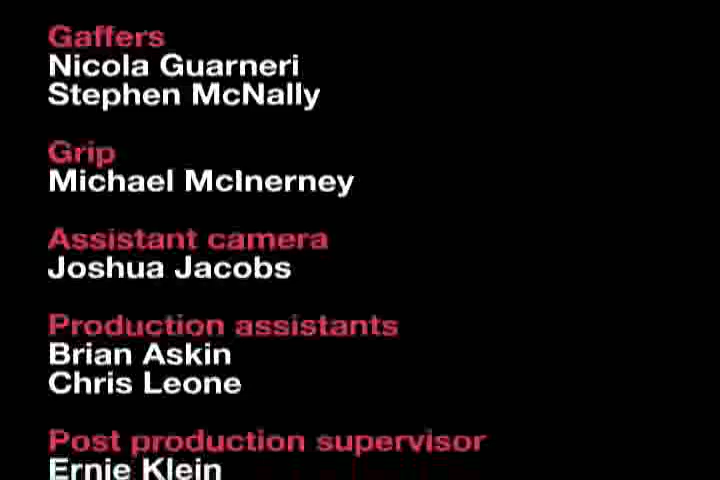 Gaffers
Nicola Guarneri
Stephen McNally
Grip
Michael McInerney
Assistant camera
Joshua Jacobs
Production assistants
Brian Askin
Chris Leone
Post production supervisor
Ernie Klein